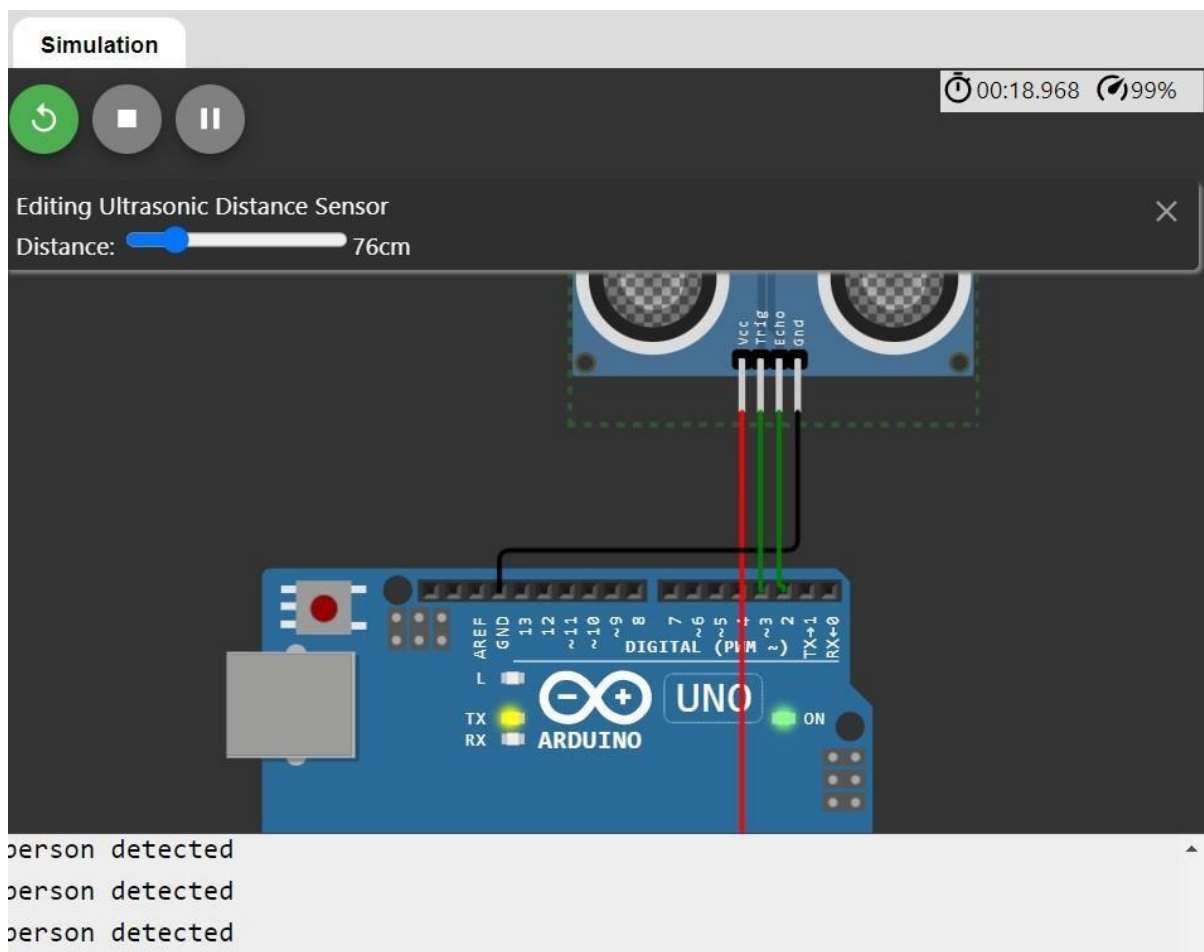 Simulation
00:18.968 99%
Editing Ultrasonic Distance Sensor
Distance: 76cm
Vcc
Trig
Echo
Gnd
AREF
GND
13
12
~11
~10
~9
8
7
~6
~5
4
~3
2
TX→1
RX←0
DIGITAL (PWM ~)
L
TX
RX
UNO
ON
ARDUINO
person detected
person detected
person detected